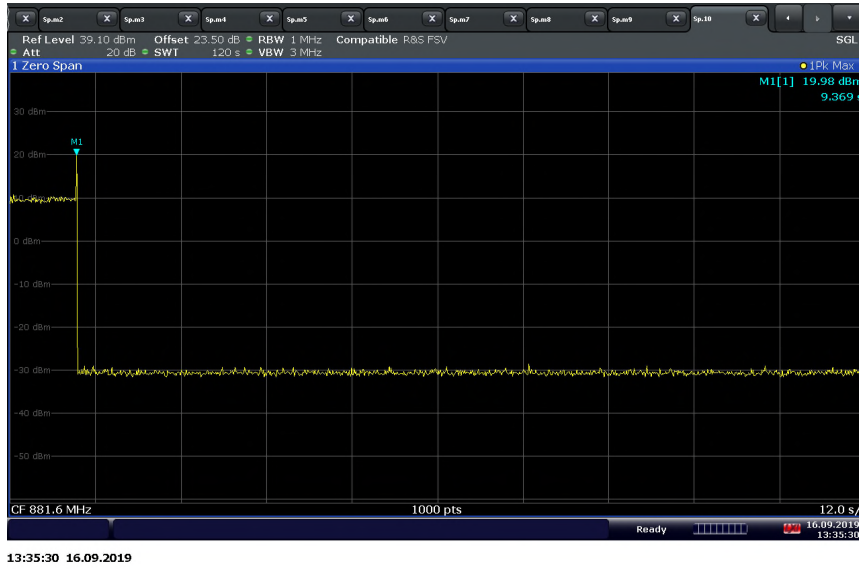 Sp.m2 Sp.m3 Sp.m4 Sp.m5 Sp.m6 Sp.m7 Sp.m8 Sp.m9 Sp.10
Ref Level 39.10 dBm Offset 23.50 dB RBW 1 MHz Compatible R&S FSV SGL
Att 20 dB SWT 120 s VBW 3 MHz
1 Zero Span 1Pk Max
M1[1] 19.98 dBm
9.369 s
30 dBm
M1
20 dBm
10 dBm
0 dBm
-10 dBm
-20 dBm
-30 dBm
-40 dBm
-50 dBm
CF 881.6 MHz 1000 pts 12.0 s/
Ready 16.09.2019
13:35:30
13:35:30 16.09.2019